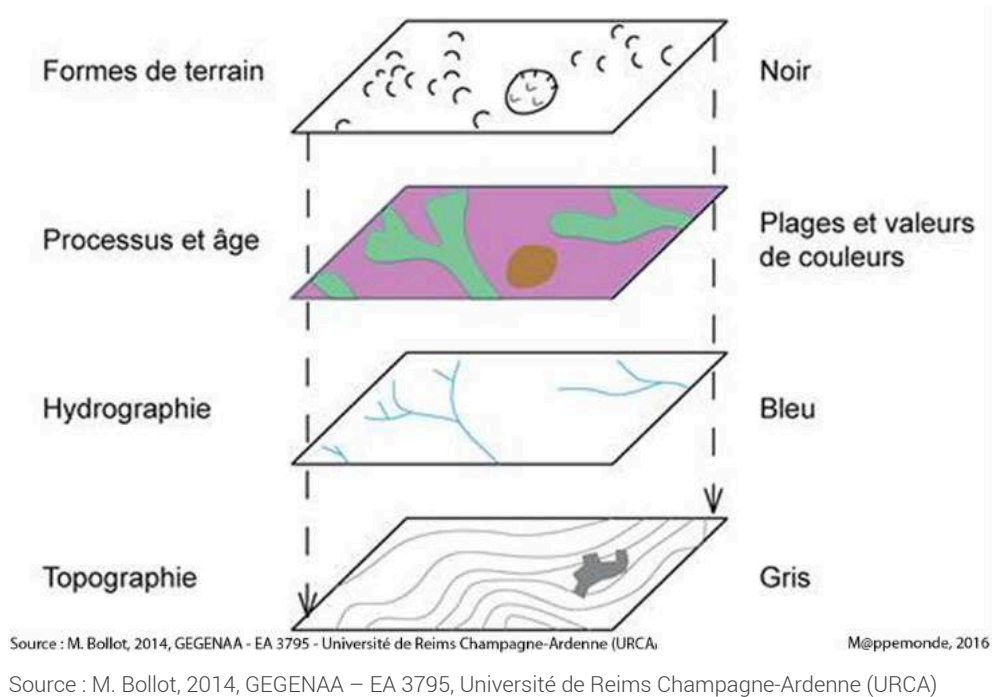 Formes de terrain
Noir
Processus et âge
Plages et valeurs
de couleurs
Hydrographie
Bleu
Topographie
Gris
Source : M. Bollot, 2014, GEGENAA - EA 3795 - Université de Reims Champagne-Ardenne (URCA)
M@ppemonde, 2016
Source : M. Bollot, 2014, GEGENAA – EA 3795, Université de Reims Champagne-Ardenne (URCA)